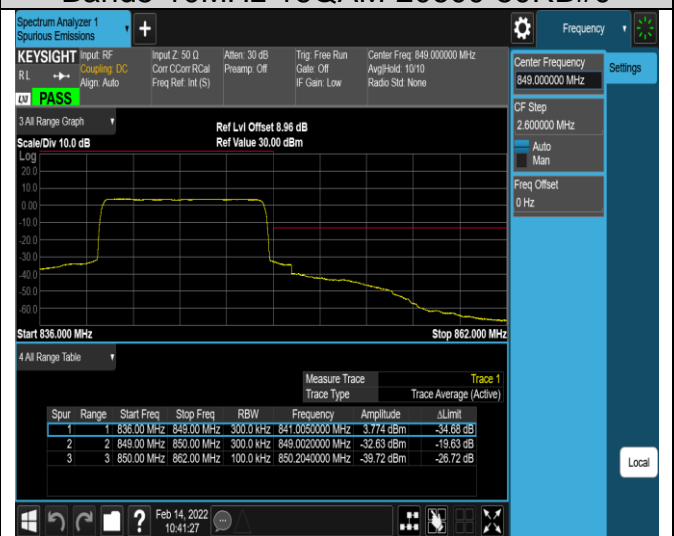 Spectrum Analyzer 1
Spurious Emissions
+
Frequency
KEYSIGHT
R L
LXI PASS
Input: RF
Coupling: DC
Align: Auto
Input Z: 50 Ω
Corr CCorr RCal
Freq Ref: Int (S)
Atten: 30 dB
Preamp: Off
Trig: Free Run
Gate: Off
IF Gain: Low
Center Freq: 849.000000 MHz
Avg|Hold: 10/10
Radio Std: None
Center Frequency
849.000000 MHz
Settings
CF Step
2.600000 MHz
Auto
Man
Freq Offset
0 Hz
3 All Range Graph
Scale/Div 10.0 dB
Ref Lvl Offset 8.96 dB
Ref Value 30.00 dBm
Log
20.0
10.0
0.00
-10.0
-20.0
-30.0
-40.0
-50.0
-60.0
Start 836.000 MHz
Stop 862.000 MHz
4 All Range Table
Measure Trace Trace 1
Trace Type Trace Average (Active)
Spur Range Start Freq Stop Freq RBW Frequency Amplitude ΔLimit
1 1 836.00 MHz 849.00 MHz 300.0 kHz 841.0050000 MHz 3.774 dBm -34.68 dB
2 2 849.00 MHz 850.00 MHz 300.0 kHz 849.0020000 MHz -32.63 dBm -19.63 dB
3 3 850.00 MHz 862.00 MHz 100.0 kHz 850.2040000 MHz -39.72 dBm -26.72 dB
Local
?
Feb 14, 2022
10:41:27